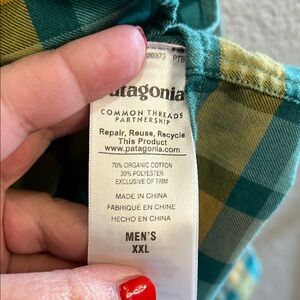 PTB
patagonia
COMMON THREADS
PARTNERSHIP
Repair, Reuse, Recycle
This Product
www.patagonia.com
70% ORGANIC COTTON
30% POLYESTER
EXCLUSIVE OF TRIM
MADE IN CHINA
FABRIQUÉ EN CHINE
HECHO EN CHINA
MEN'S
XXL